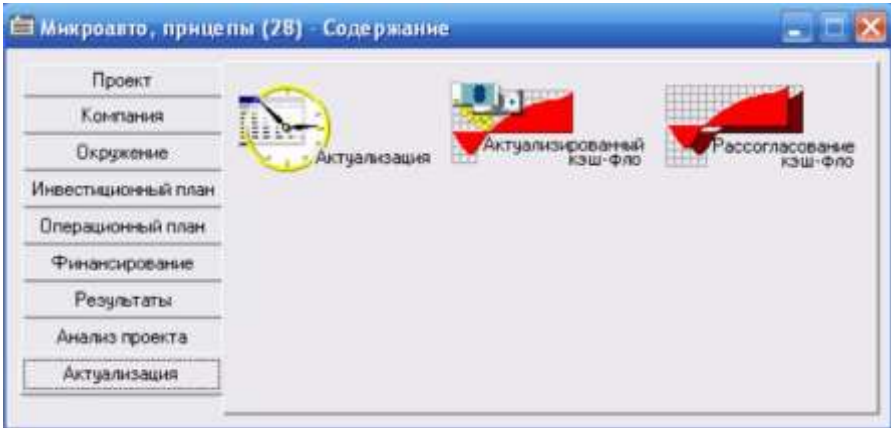 Микроавто, прицепы (28) - Содержание
Проект
Компания
Окружение
Инвестиционный план
Операционный план
Финансирование
Результаты
Анализ проекта
Актуализация
Актуализация
Актуализированный
кэш-фло
Рассогласование
кэш-фло